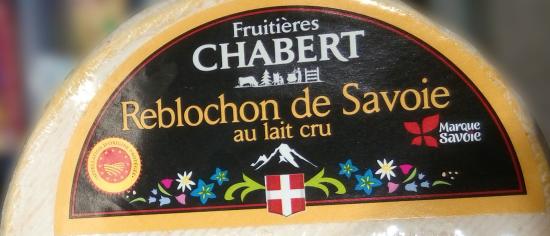 Fruitières
CHABERT
Reblochon de Savoie
au lait cru
Marque
Savoie